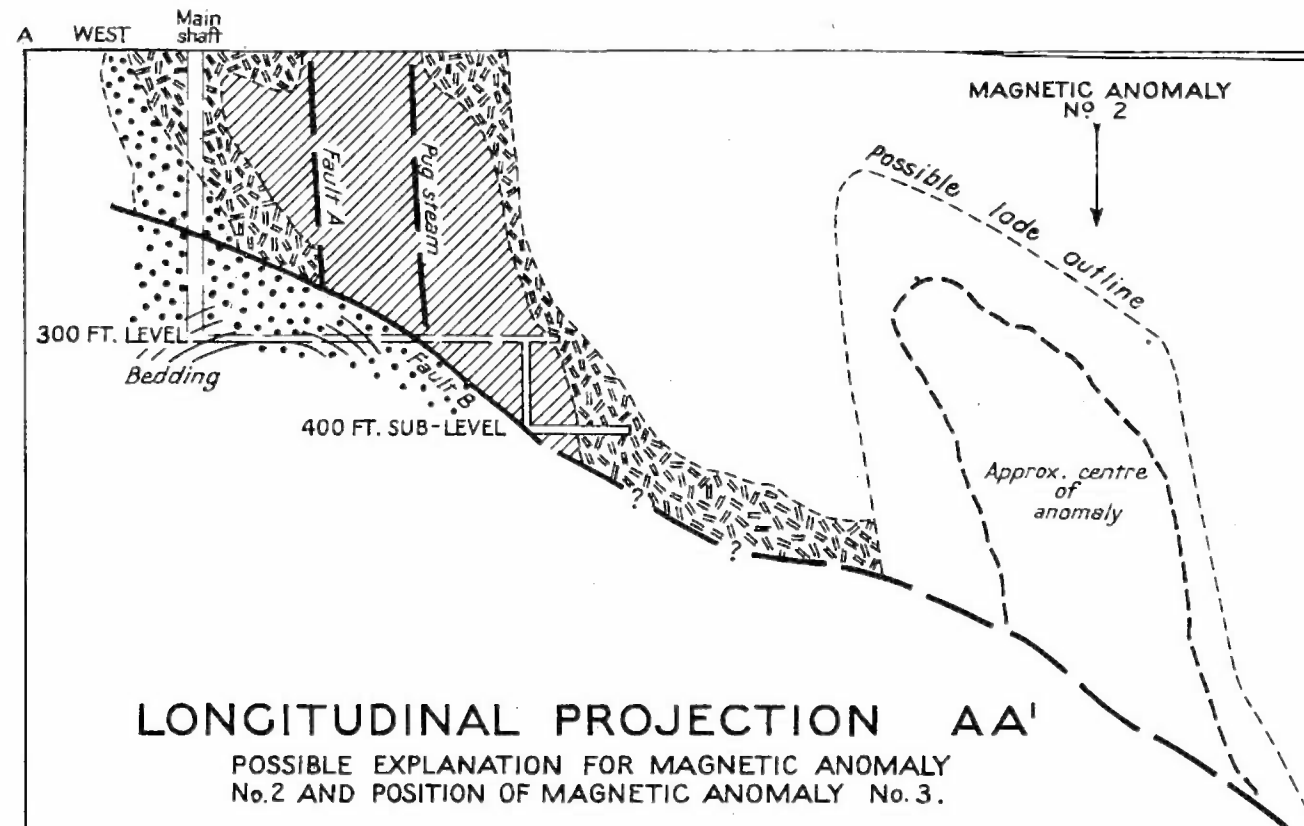 A WEST
Main
shaft
MAGNETIC ANOMALY
Nº 2
possible lode outline
Fault A
Pug steam
300 FT. LEVEL
Bedding
Fault B
400 FT. SUB-LEVEL
Approx. centre
of
anomaly
?
?
LONGITUDINAL PROJECTION AA'
POSSIBLE EXPLANATION FOR MAGNETIC ANOMALY
No.2 AND POSITION OF MAGNETIC ANOMALY No.3.